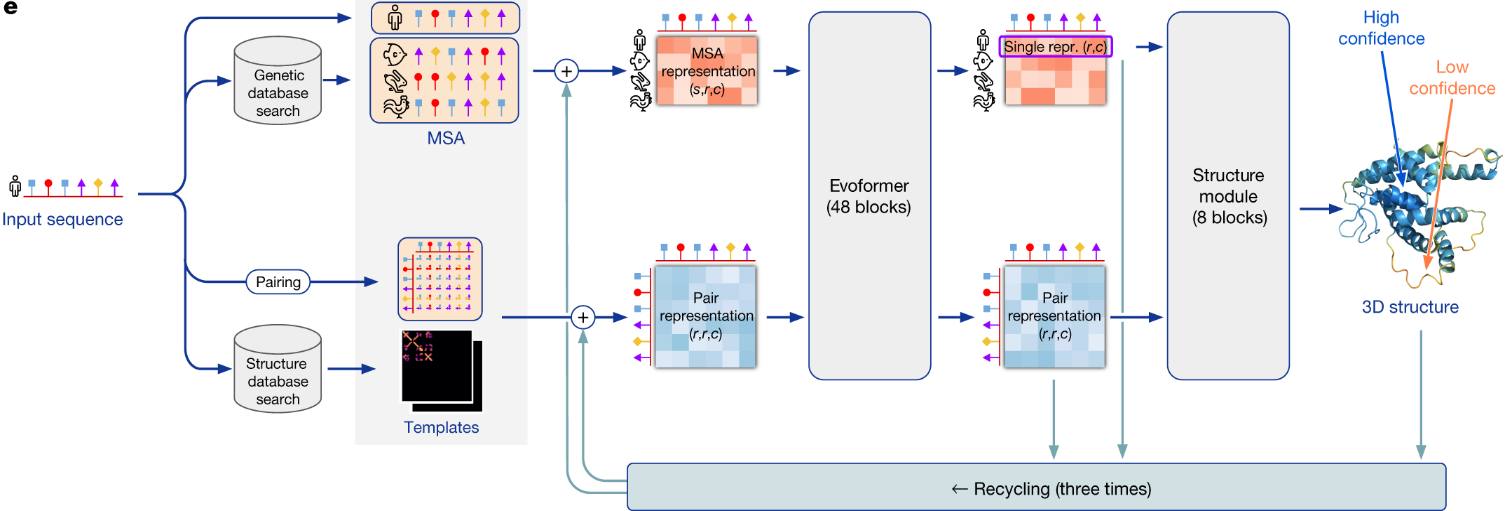 e
Genetic
database
search
MSA
Input sequence
Pairing
Structure
database
search
Templates
+
+
MSA
representation
(s,r,c)
Pair
representation
(r,r,c)
Evoformer
(48 blocks)
Single repr. (r,c)
Pair
representation
(r,r,c)
Structure
module
(8 blocks)
High
confidence
Low
confidence
3D structure
← Recycling (three times)